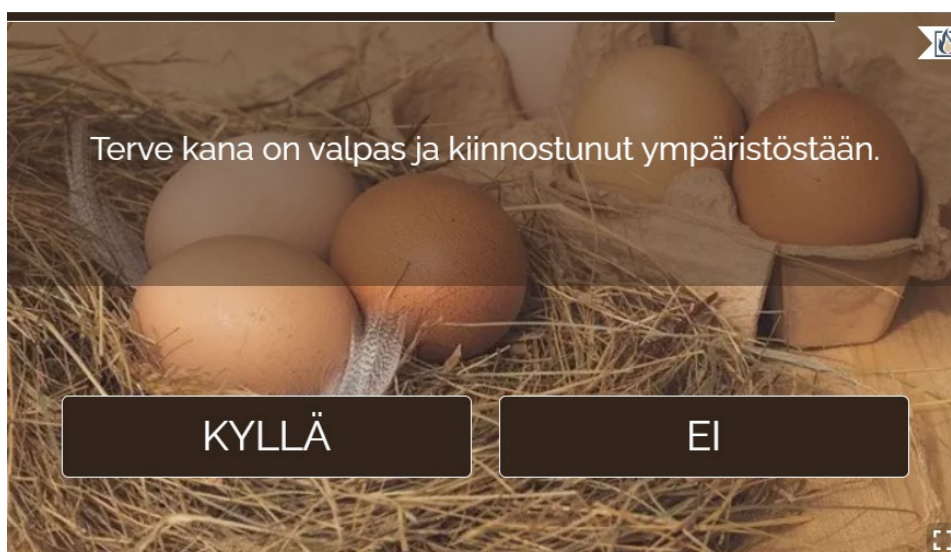 Terve kana on valpas ja kiinnostunut ympäristöstään.
KYLLÄ
EI